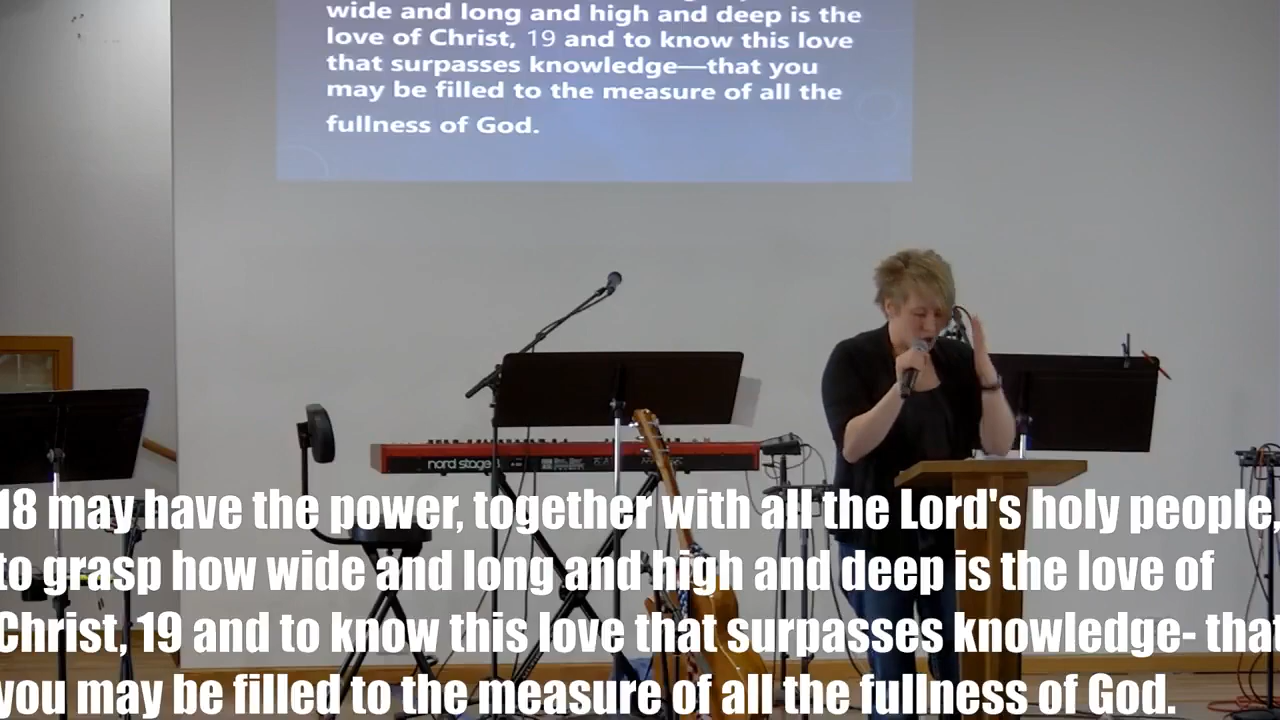 wide and long and high and deep is the
love of Christ, 19 and to know this love
that surpasses knowledge—that you
may be filled to the measure of all the
fullness of God.
nord stage
18 may have the power, together with all the Lord's holy people,
to grasp how wide and long and high and deep is the love of
Christ, 19 and to know this love that surpasses knowledge- that
you may be filled to the measure of all the fullness of God.